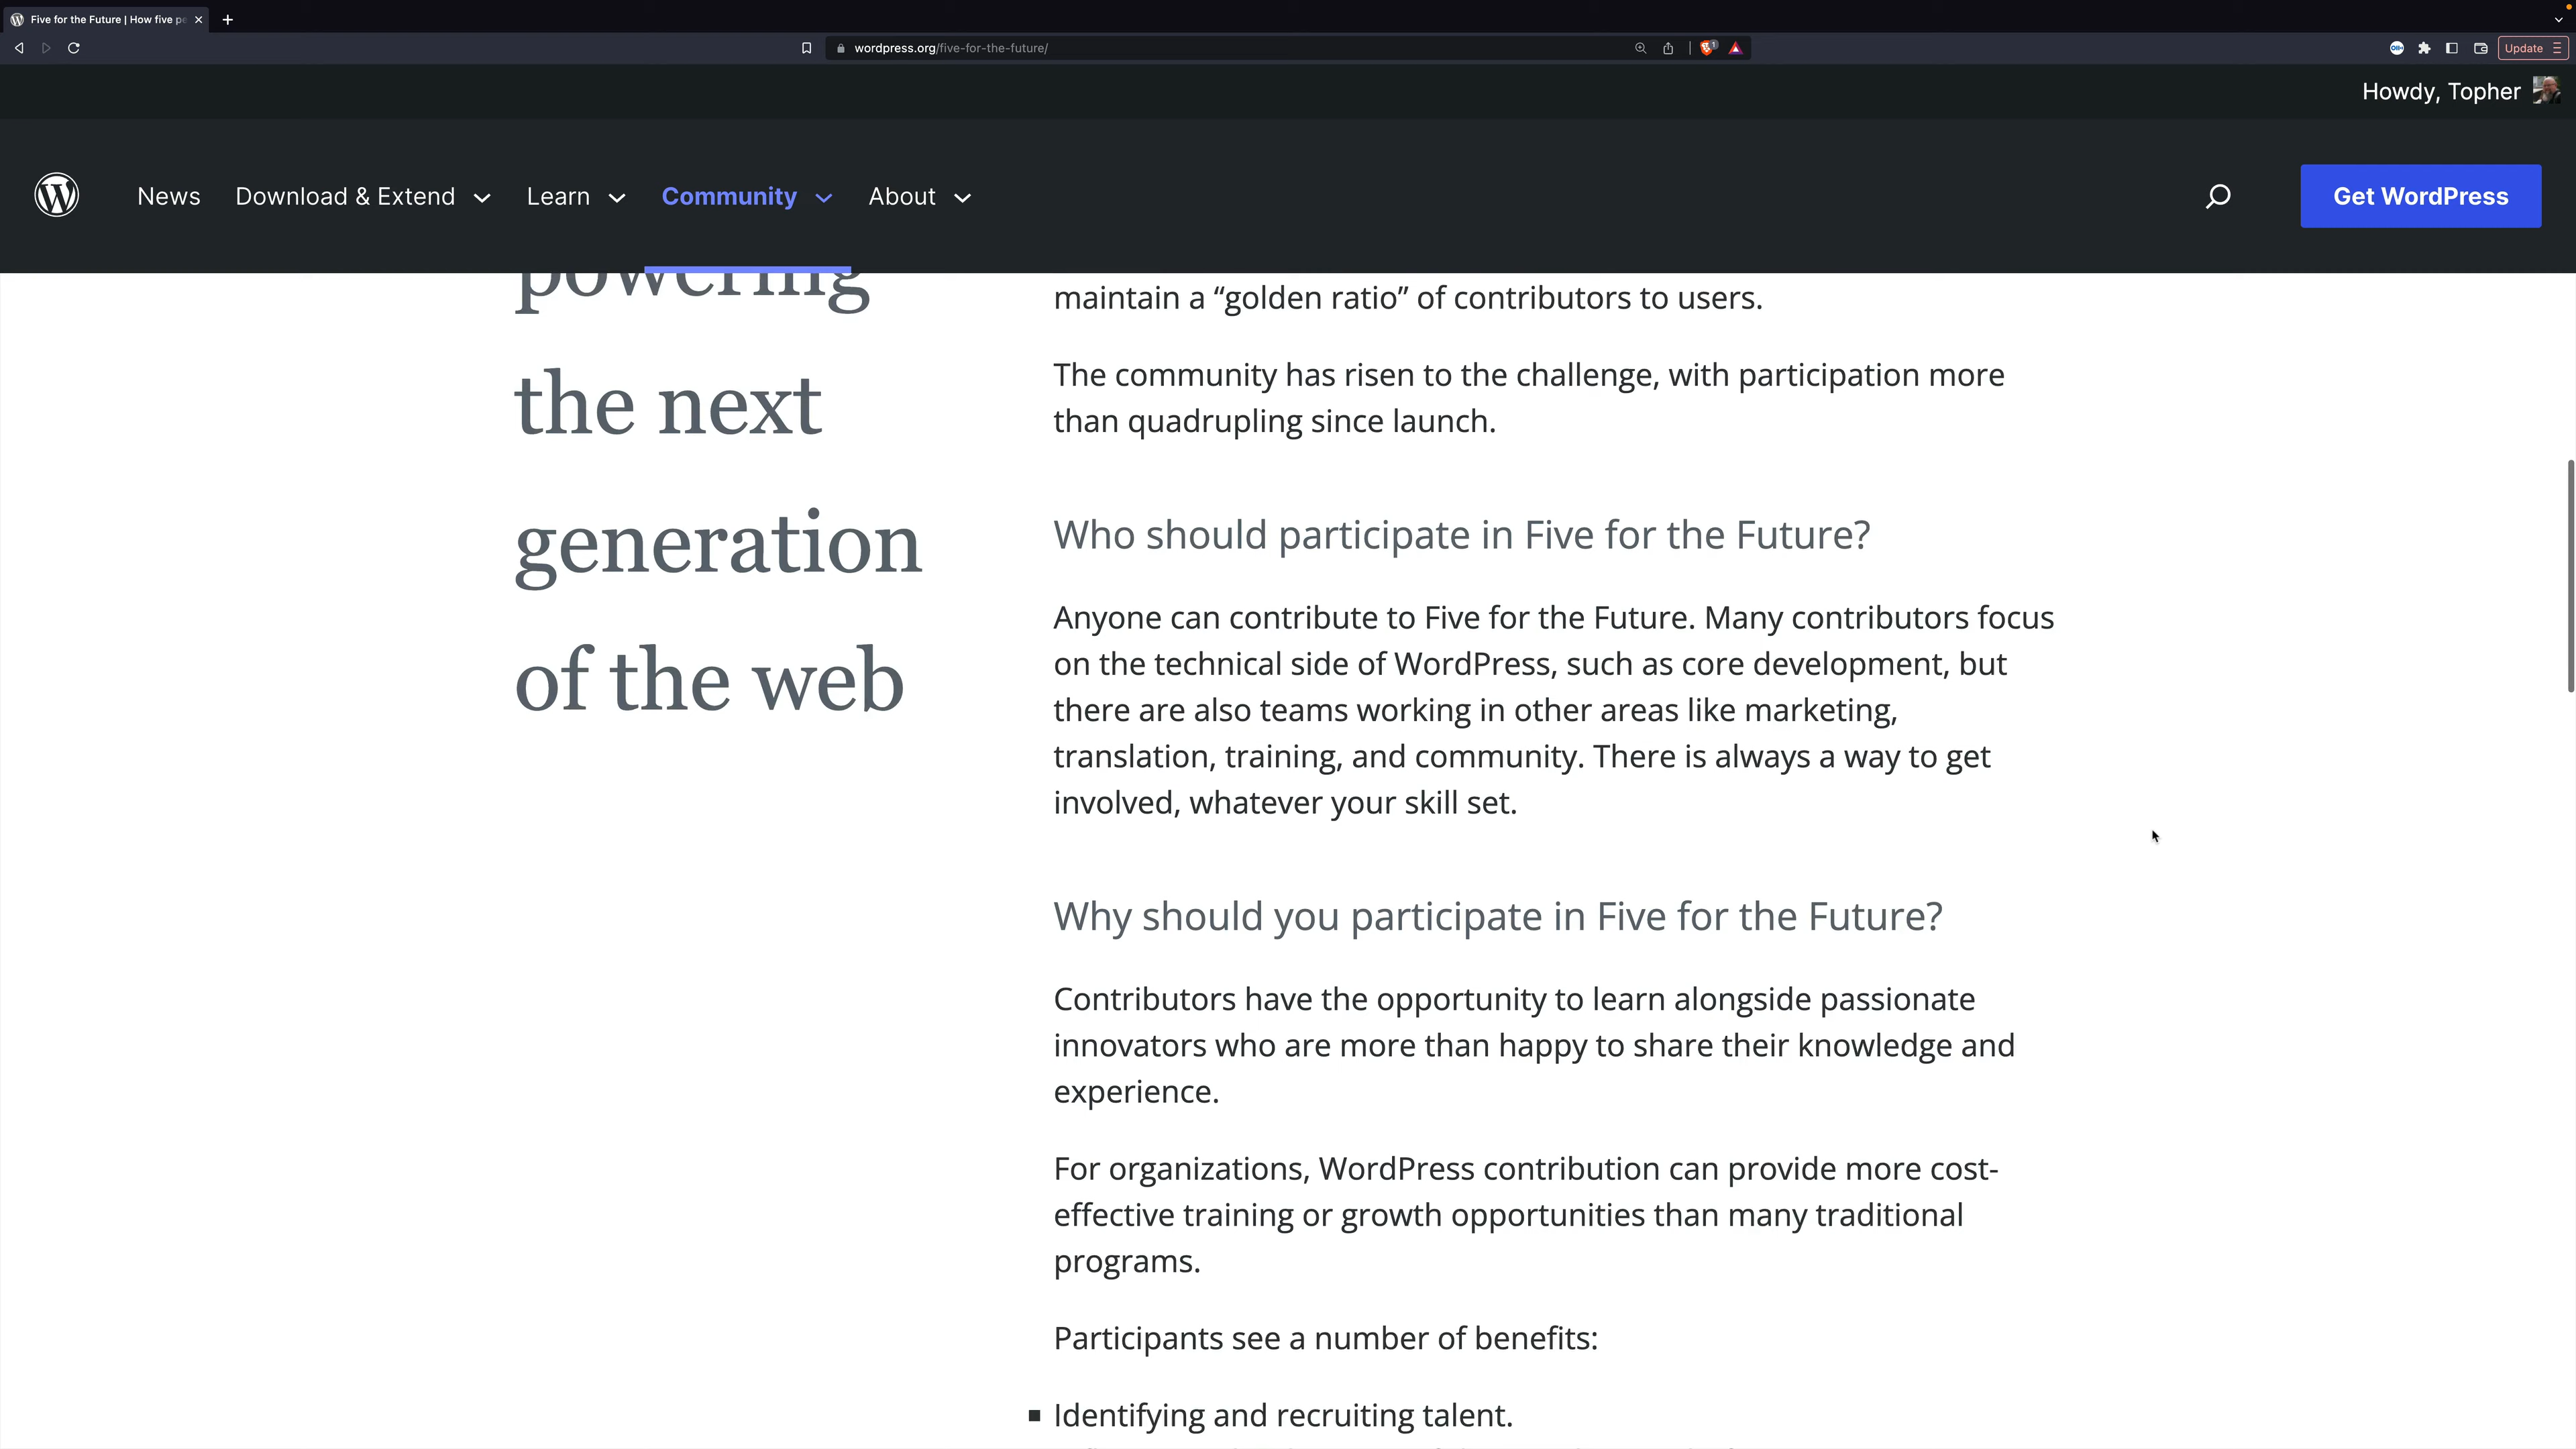 Five for the Future | How five pe
wordpress.org/five-for-the-future/
1
Update
Howdy, Topher
News
Download & Extend
Learn
Community
About
Get WordPress
powering
the next
generation
of the web
maintain a “golden ratio” of contributors to users.
The community has risen to the challenge, with participation more
than quadrupling since launch.
Who should participate in Five for the Future?
Anyone can contribute to Five for the Future. Many contributors focus
on the technical side of WordPress, such as core development, but
there are also teams working in other areas like marketing,
translation, training, and community. There is always a way to get
involved, whatever your skill set.
Why should you participate in Five for the Future?
Contributors have the opportunity to learn alongside passionate
innovators who are more than happy to share their knowledge and
experience.
For organizations, WordPress contribution can provide more cost-
effective training or growth opportunities than many traditional
programs.
Participants see a number of benefits:
■ Identifying and recruiting talent.